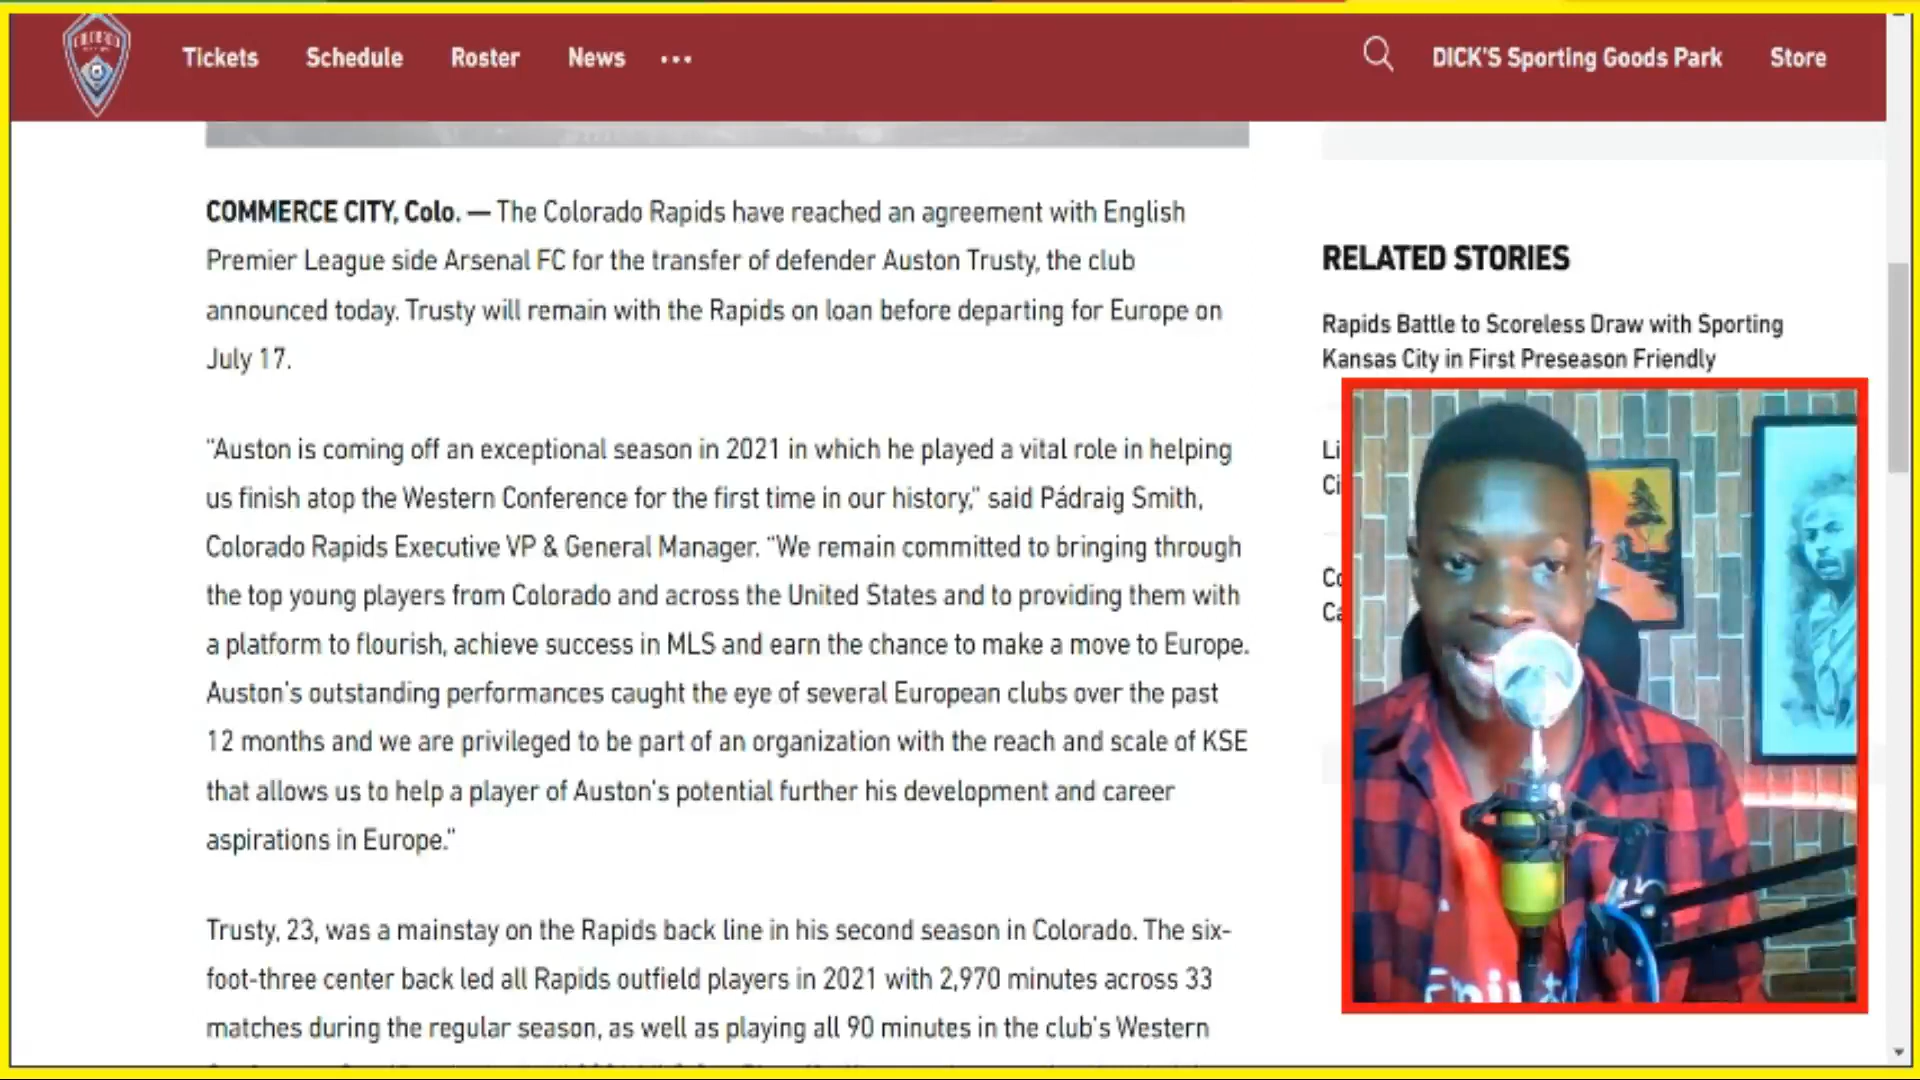 Tickets Schedule Roster News ... DICK'S Sporting Goods Park Store
COMMERCE CITY, Colo. — The Colorado Rapids have reached an agreement with English
Premier League side Arsenal FC for the transfer of defender Auston Trusty, the club
announced today. Trusty will remain with the Rapids on loan before departing for Europe on
July 17.
"Auston is coming off an exceptional season in 2021 in which he played a vital role in helping
us finish atop the Western Conference for the first time in our history," said Pádraig Smith,
Colorado Rapids Executive VP & General Manager. "We remain committed to bringing through
the top young players from Colorado and across the United States and to providing them with
a platform to flourish, achieve success in MLS and earn the chance to make a move to Europe.
Auston's outstanding performances caught the eye of several European clubs over the past
12 months and we are privileged to be part of an organization with the reach and scale of KSE
that allows us to help a player of Auston's potential further his development and career
aspirations in Europe."
Trusty, 23, was a mainstay on the Rapids back line in his second season in Colorado. The six-
foot-three center back led all Rapids outfield players in 2021 with 2,970 minutes across 33
matches during the regular season, as well as playing all 90 minutes in the club's Western
RELATED STORIES
Rapids Battle to Scoreless Draw with Sporting
Kansas City in First Preseason Friendly